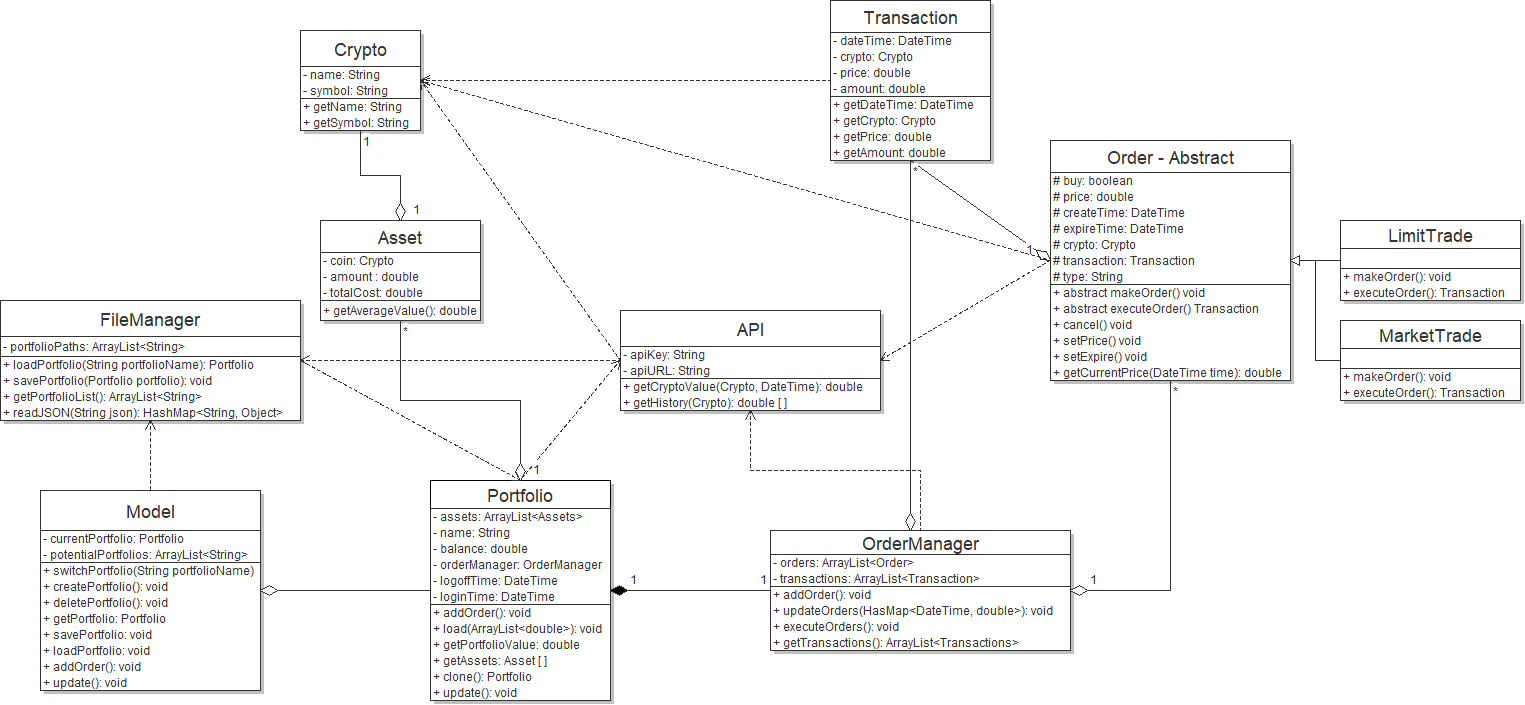 Crypto
- name: String
- symbol: String
+ getName: String
+ getSymbol: String
1
Transaction
- dateTime: DateTime
- crypto: Crypto
- price: double
- amount: double
+ getDateTime: DateTime
+ getCrypto: Crypto
+ getPrice: double
+ getAmount: double
*
Order - Abstract
# buy: boolean
# price: double
# createTime: DateTime
# expireTime: DateTime
# crypto: Crypto
# transaction: Transaction
# type: String
+ abstract makeOrder() void
+ abstract executeOrder() Transaction
+ cancel() void
+ setPrice() void
+ setExpire() void
+ getCurrentPrice(DateTime time): double
1
*
LimitTrade
+ makeOrder(): void
+ executeOrder(): Transaction
MarketTrade
+ makeOrder(): void
+ executeOrder(): Transaction
1
Asset
- coin: Crypto
- amount : double
- totalCost: double
+ getAverageValue(): double
*
FileManager
- portfolioPaths: ArrayList<String>
+ loadPortfolio(String portfolioName): Portfolio
+ savePortfolio(Portfolio portfolio): void
+ getPortfolioList(): ArrayList<String>
+ readJSON(String json): HashMap<String, Object>
API
- apiKey: String
- apiURL: String
+ getCryptoValue(Crypto, DateTime): double
+ getHistory(Crypto): double [ ]
Model
- currentPortfolio: Portfolio
- potentialPortfolios: ArrayList<String>
+ switchPortfolio(String portfolioName)
+ createPortfolio(): void
+ deletePortfolio(): void
+ getPortfolio: Portfolio
+ savePortfolio: void
+ loadPortfolio: void
+ addOrder(): void
+ update(): void
1
Portfolio
- assets: ArrayList<Assets>
- name: String
- balance: double
- orderManager: OrderManager
- logoffTime: DateTime
- loginTime: DateTime
+ addOrder(): void
+ load(ArrayList<double>): void
+ getPortfolioValue: double
+ getAssets: Asset [ ]
+ clone(): Portfolio
+ update(): void
1
1
OrderManager
- orders: ArrayList<Order>
- transactions: ArrayList<Transaction>
+ addOrder(): void
+ updateOrders(HasMap<DateTime, double>): void
+ executeOrders(): void
+ getTransactions(): ArrayList<Transactions>
1